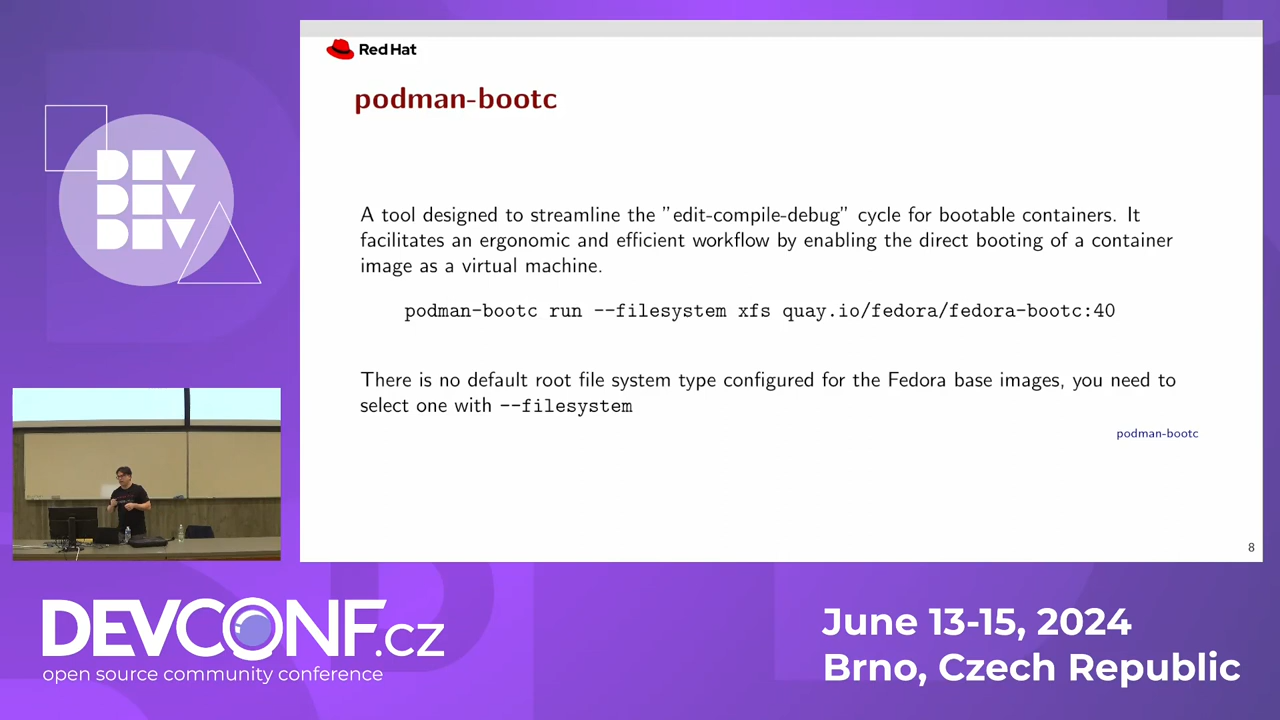 Red Hat
podman-bootc
A tool designed to streamline the ”edit-compile-debug” cycle for bootable containers. It
facilitates an ergonomic and efficient workflow by enabling the direct booting of a container
image as a virtual machine.
podman-bootc run --filesystem xfs quay.io/fedora/fedora-bootc:40
There is no default root file system type configured for the Fedora base images, you need to
select one with --filesystem
podman-bootc
8
DEV
DEV
DEV
DEVCONF.cz
open source community conference
June 13-15, 2024
Brno, Czech Republic